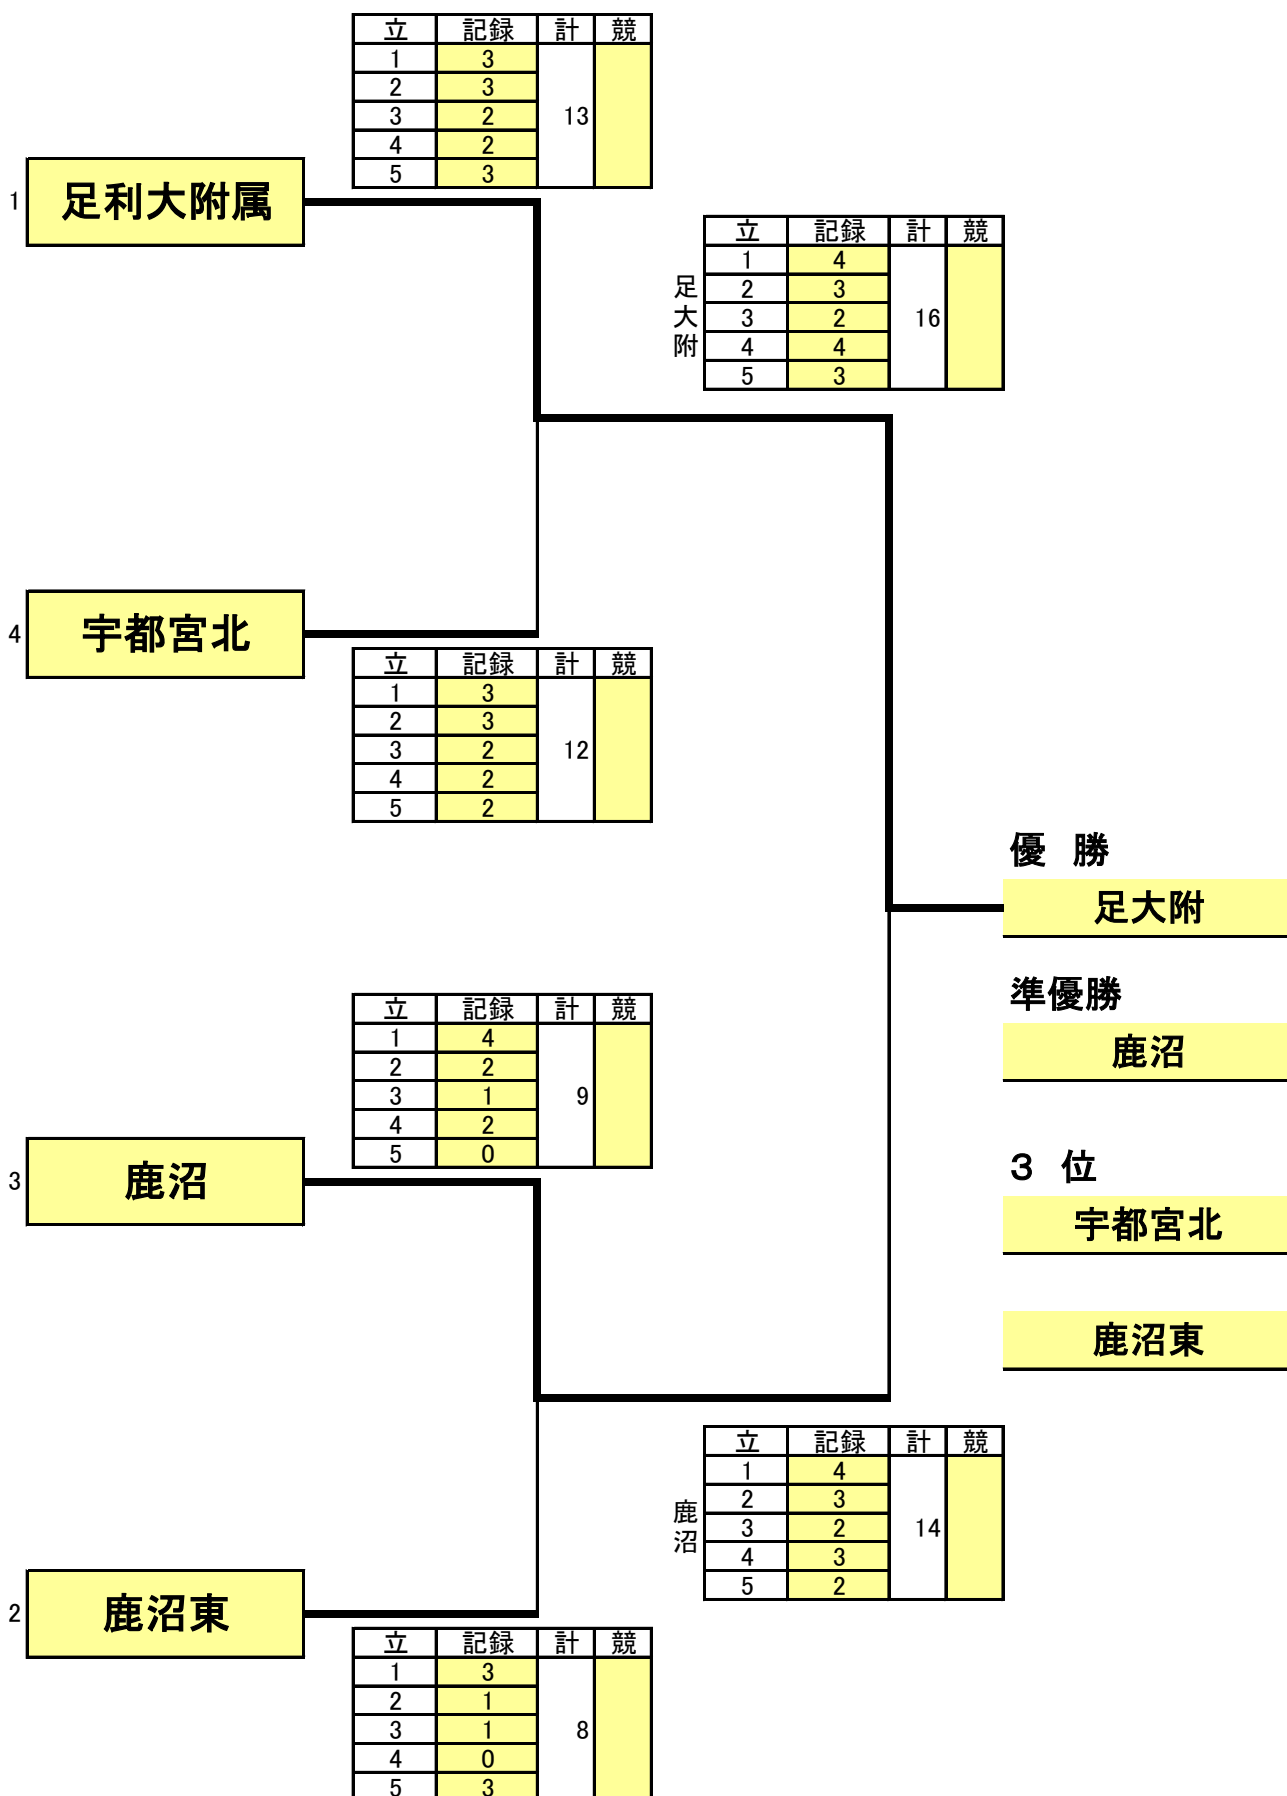 立 記録 計 競
1 3
2 3
3 2 13
4 2
5 3
1 足利大附属
立 記録 計 競
1 4
2 3
3 2 16
4 4
5 3
足大附
4 宇都宮北
立 記録 計 競
1 3
2 3
3 2 12
4 2
5 2
優 勝
足大附
準優勝
鹿沼
3 位
宇都宮北
鹿沼東
立 記録 計 競
1 4
2 2
3 1 9
4 2
5 0
3 鹿沼
立 記録 計 競
1 4
2 3
3 2 14
4 3
5 2
鹿沼
2 鹿沼東
立 記録 計 競
1 3
2 1
3 1 8
4 0
5 3